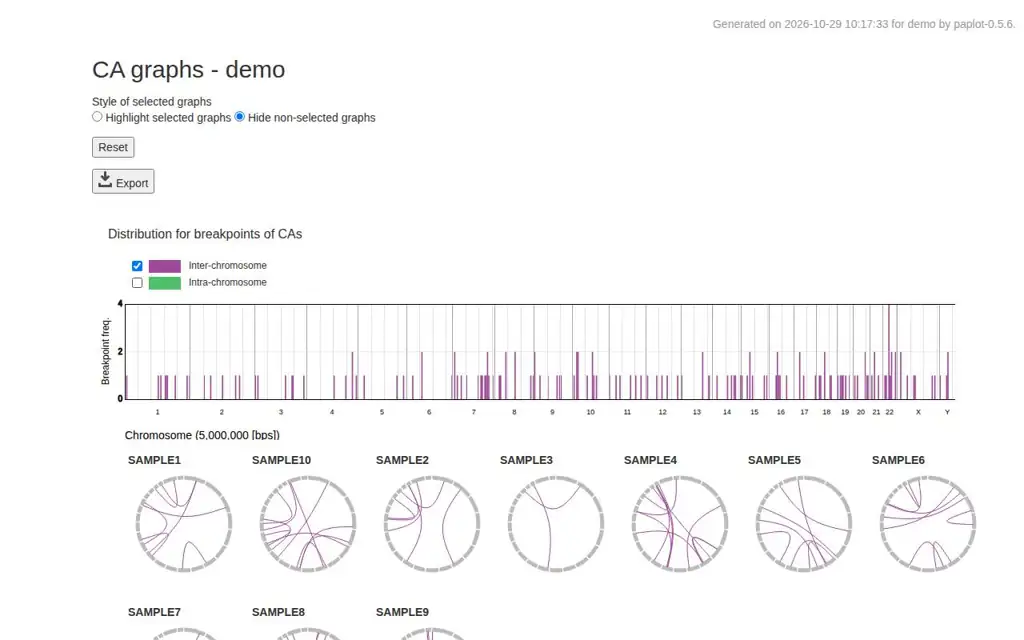 Generated on 2026-10-29 10:17:33 for demo by paplot-0.5.6.
CA graphs - demo
Style of selected graphs
Highlight selected graphs Hide non-selected graphs
Reset
Export
Distribution for breakpoints of CAs
Inter-chromosome
Intra-chromosome
4
2
0
Breakpoint freq.
1 2 3 4 5 6 7 8 9 10 11 12 13 14 15 16 17 18 19 20 21 22 X Y
Chromosome (5,000,000 [bps])
SAMPLE1 SAMPLE10 SAMPLE2 SAMPLE3 SAMPLE4 SAMPLE5 SAMPLE6
SAMPLE7 SAMPLE8 SAMPLE9